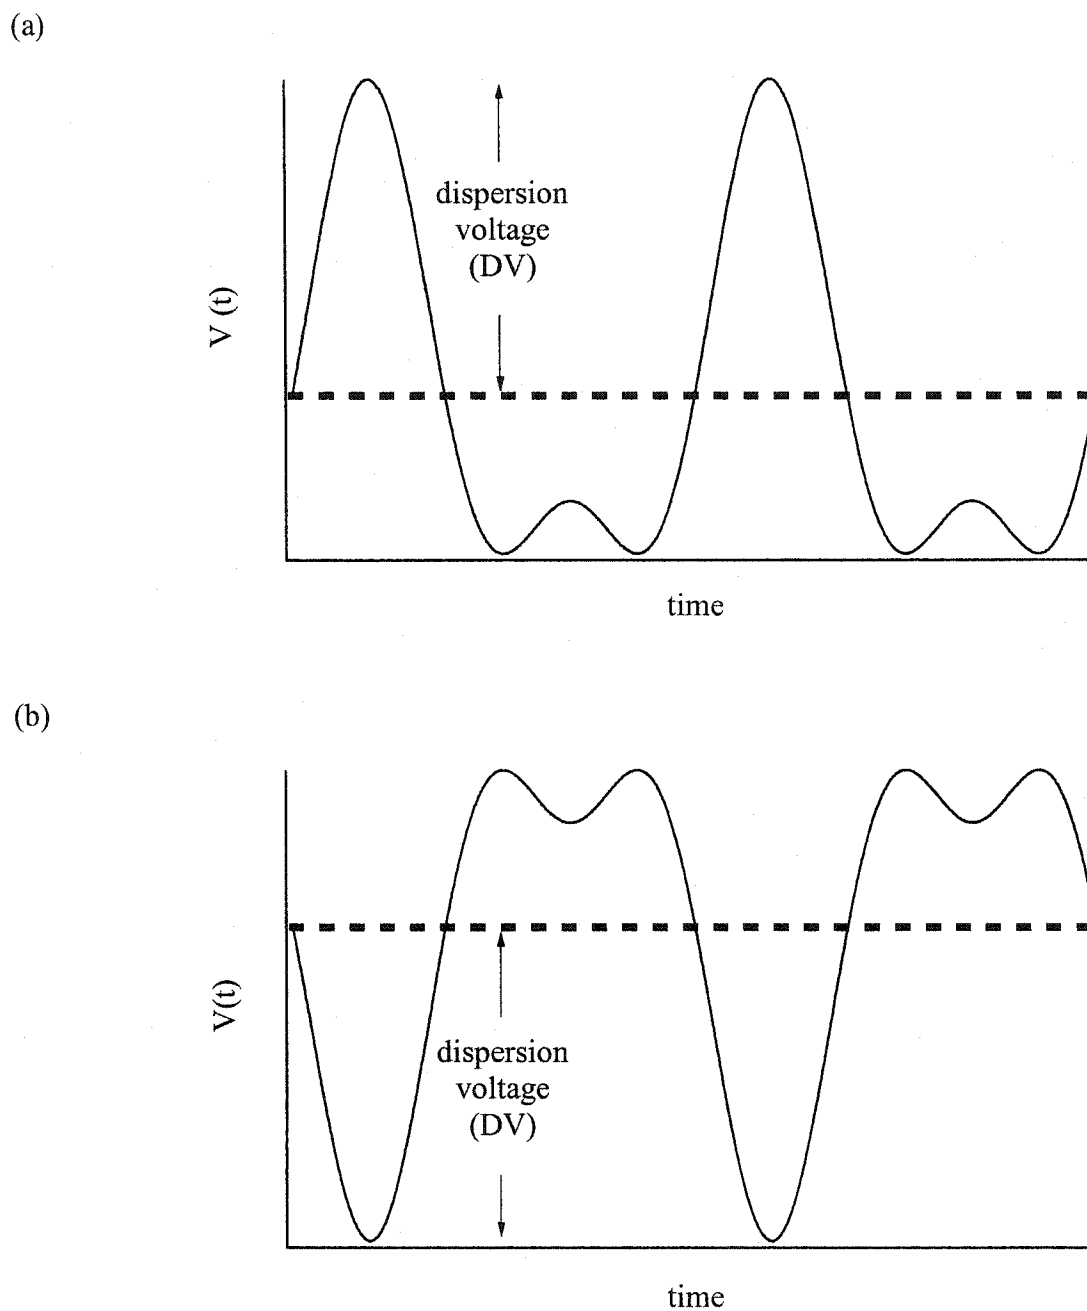 (a)
dispersion
voltage
(DV)
V (t)
time
(b)
dispersion
voltage
(DV)
V(t)
time